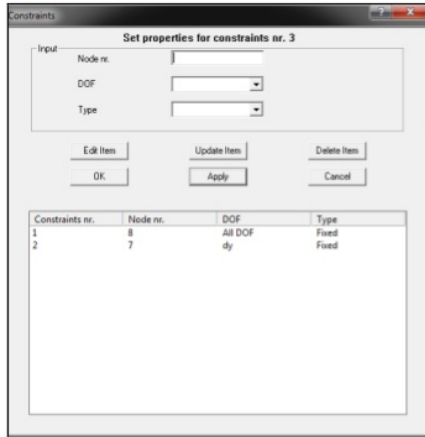 Constraints
Set properties for constraints nr. 3
Input
Node nr.
DOF
Type
Edit Item Update Item Delete Item
OK Apply Cancel
Constraints nr. Node nr. DOF Type
1 8 All DOF Fixed
2 7 dy Fixed